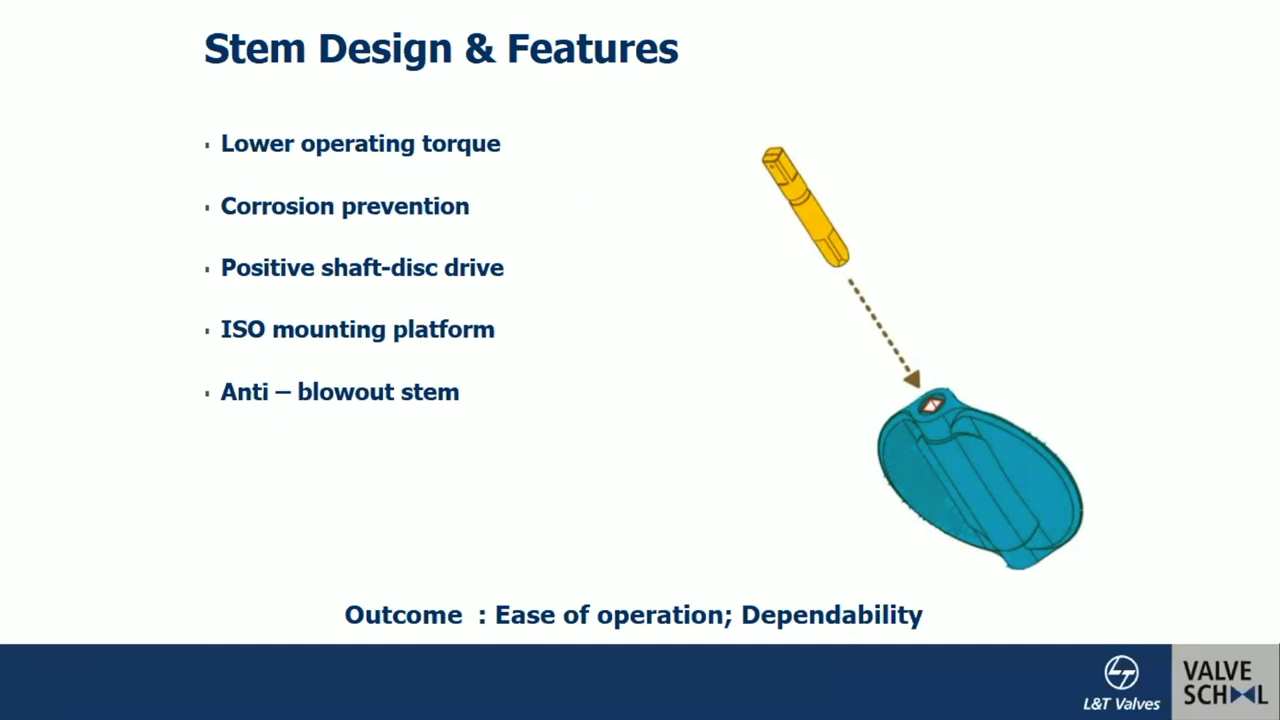 Stem Design & Features
Lower operating torque
Corrosion prevention
Positive shaft-disc drive
ISO mounting platform
Anti – blowout stem
Outcome : Ease of operation; Dependability
LT
L&T Valves
VALVE
SCHOOL